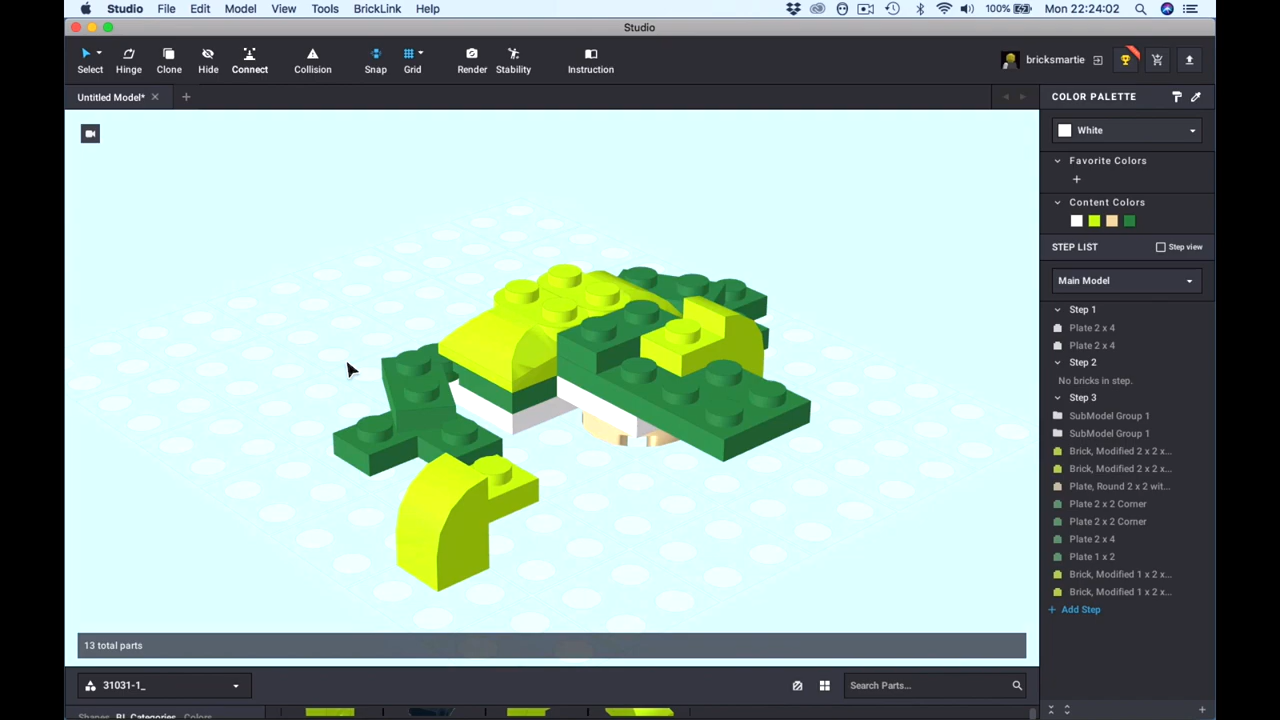 Studio File Edit Model View Tools BrickLink Help 100% Mon 22:24:02
Studio
Select Hinge Clone Hide Connect Collision Snap Grid Render Stability Instruction bricksmartie
Untitled Model*
COLOR PALETTE
White
Favorite Colors
Content Colors
STEP LIST Step view
Main Model
Step 1
Plate 2 x 4
Plate 2 x 4
Step 2
No bricks in step.
Step 3
SubModel Group 1
SubModel Group 1
Brick, Modified 2 x 2 x...
Brick, Modified 2 x 2 x...
Plate, Round 2 x 2 wit...
Plate 2 x 2 Corner
Plate 2 x 2 Corner
Plate 2 x 4
Plate 1 x 2
Brick, Modified 1 x 2 x...
Brick, Modified 1 x 2 x...
+ Add Step
13 total parts
31031-1_ Search Parts...
Shapes BL Categories Colors